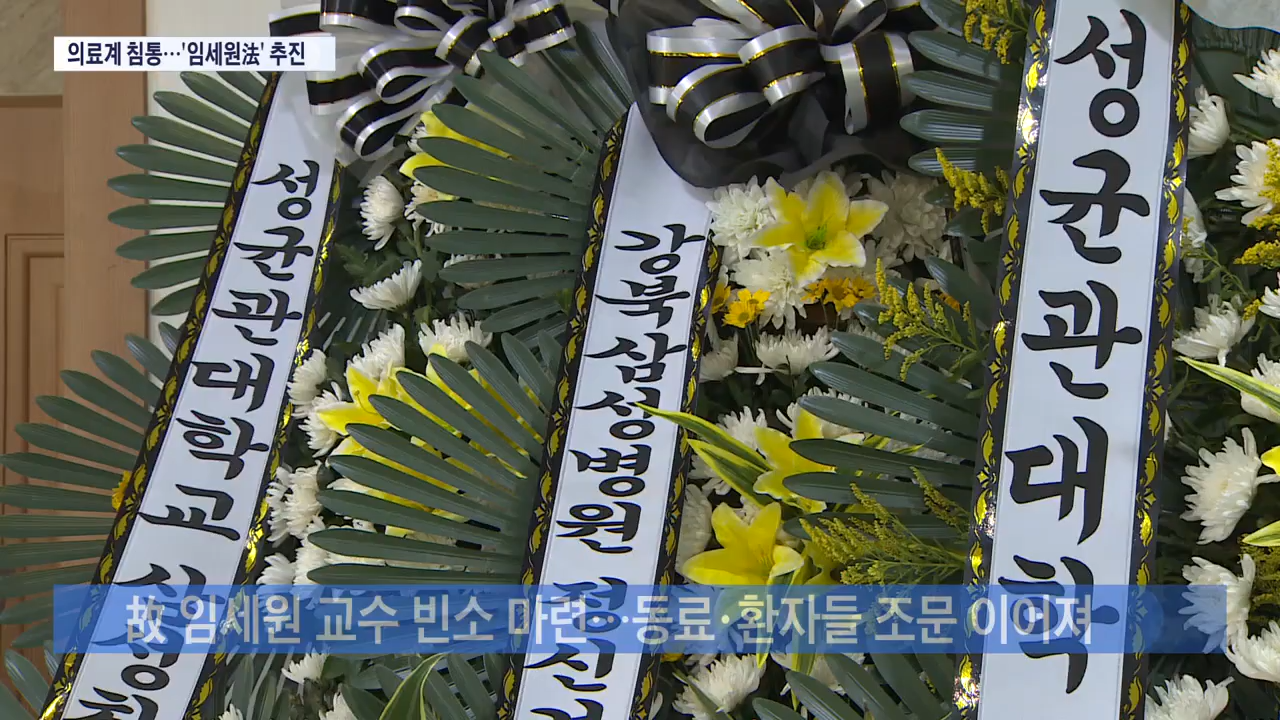 의료계 침통…'임세원法' 추진
성균관대학교
강북삼성병원 정신
성균관대학
故 임세원 교수 빈소 마련…동료·환자들 조문 이어져